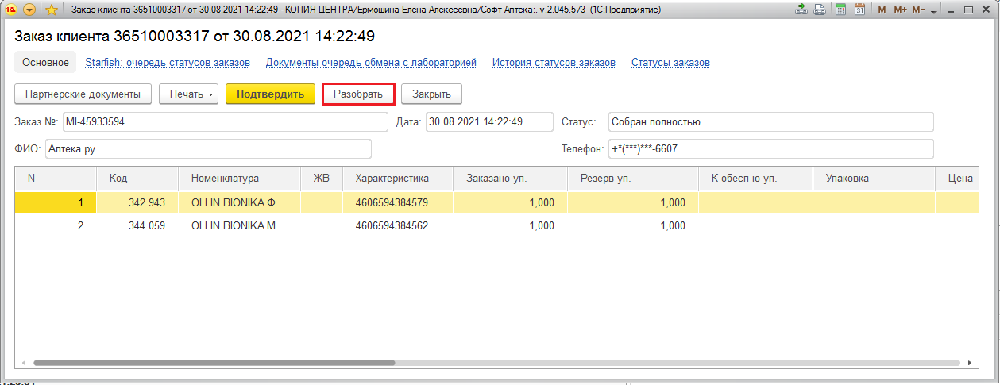 Заказ клиента 36510003317 от 30.08.2021 14:22:49 - КОПИЯ ЦЕНТРА/Ермошина Елена Алексеевна/Софт-Аптека:, v.2.045.573 (1С:Предприятие)
M M+ M-
Заказ клиента 36510003317 от 30.08.2021 14:22:49
Основное Starfish: очередь статусов заказов Документы очередь обмена с лабораторией История статусов заказов Статусы заказов
Партнерские документы Печать Подтвердить Разобрать Закрыть
Заказ №: MI-45933594 Дата: 30.08.2021 14:22:49 Статус: Собран полностью
ФИО: Аптека.ру Телефон: +*(***)***-6607
N Код Номенклатура ЖВ Характеристика Заказано уп. Резерв уп. К обесп-ю уп. Упаковка Цена
1 342 943 OLLIN BIONIKA Ф... 4606594384579 1,000 1,000
2 344 059 OLLIN BIONIKA М... 4606594384562 1,000 1,000